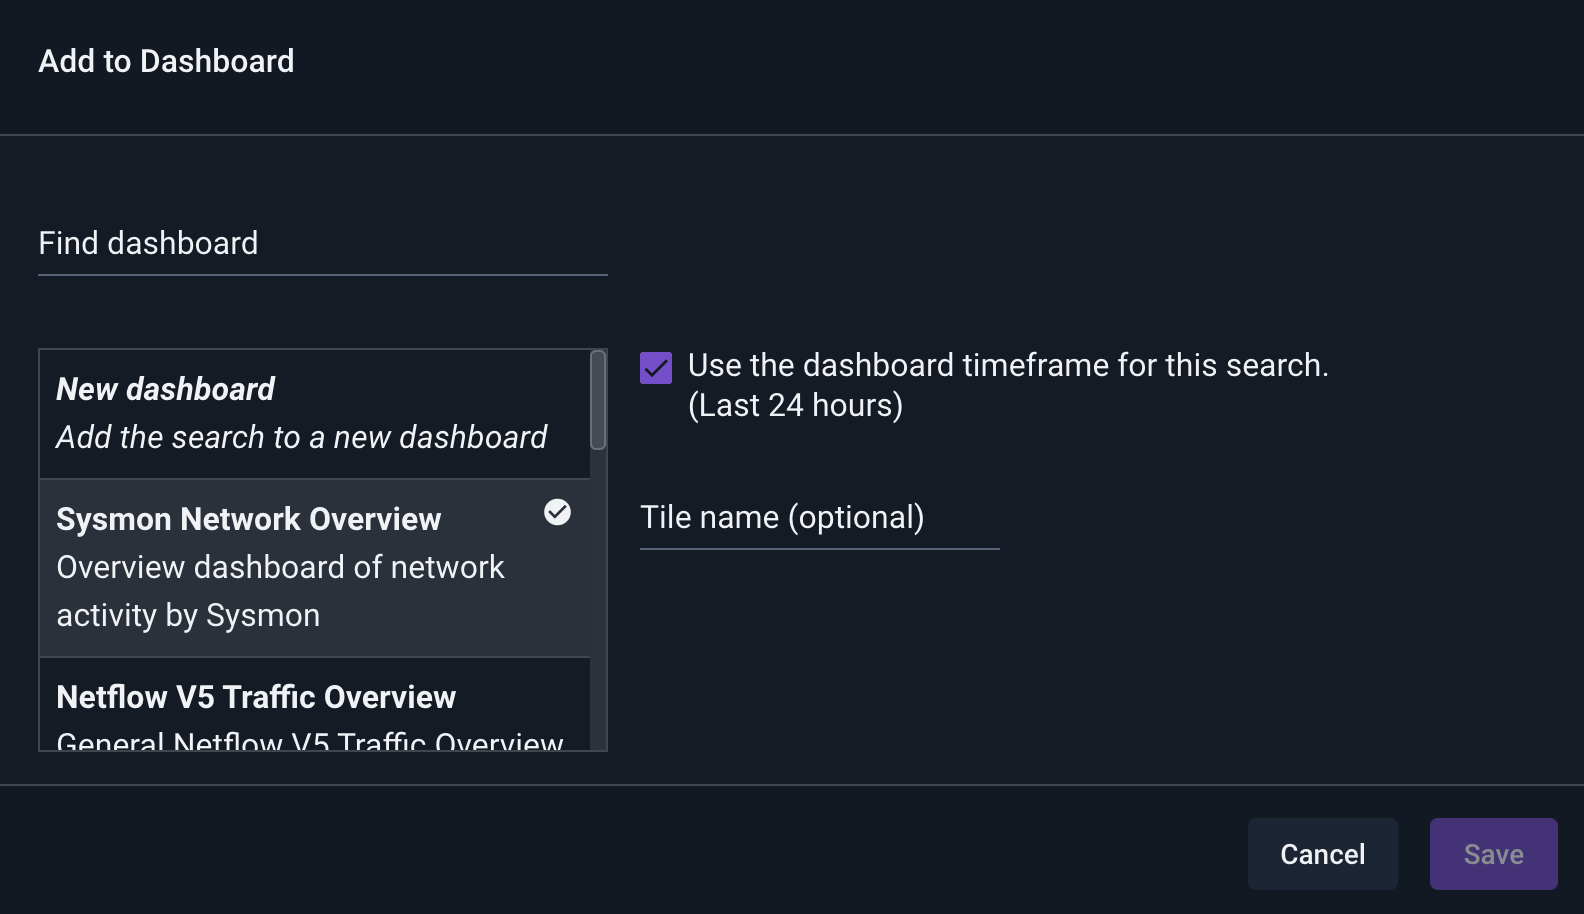 Add to Dashboard
Find dashboard
New dashboard
Add the search to a new dashboard
Sysmon Network Overview
Overview dashboard of network
activity by Sysmon
Netflow V5 Traffic Overview
General Netflow V5 Traffic Overview
Use the dashboard timeframe for this search.
(Last 24 hours)
Tile name (optional)
Cancel
Save